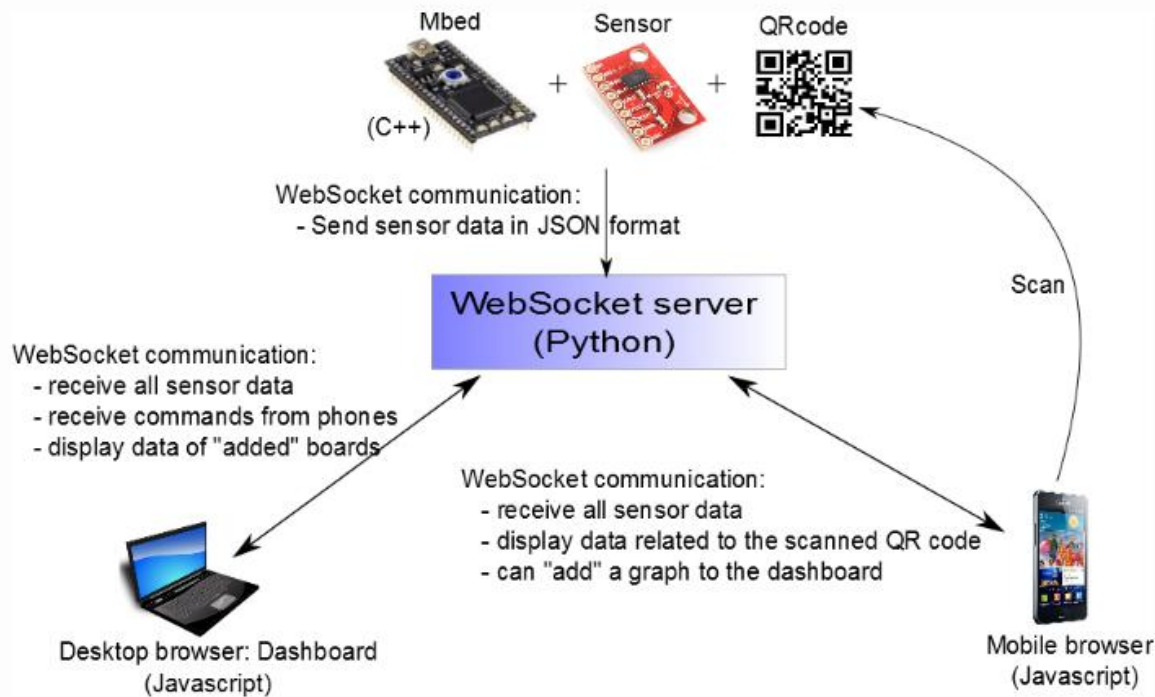 Mbed
Sensor
QRcode
+
+
(C++)
WebSocket communication:
- Send sensor data in JSON format
Scan
WebSocket server
(Python)
WebSocket communication:
- receive all sensor data
- receive commands from phones
- display data of "added" boards
WebSocket communication:
- receive all sensor data
- display data related to the scanned QR code
- can "add" a graph to the dashboard
Desktop browser: Dashboard
(Javascript)
Mobile browser
(Javascript)